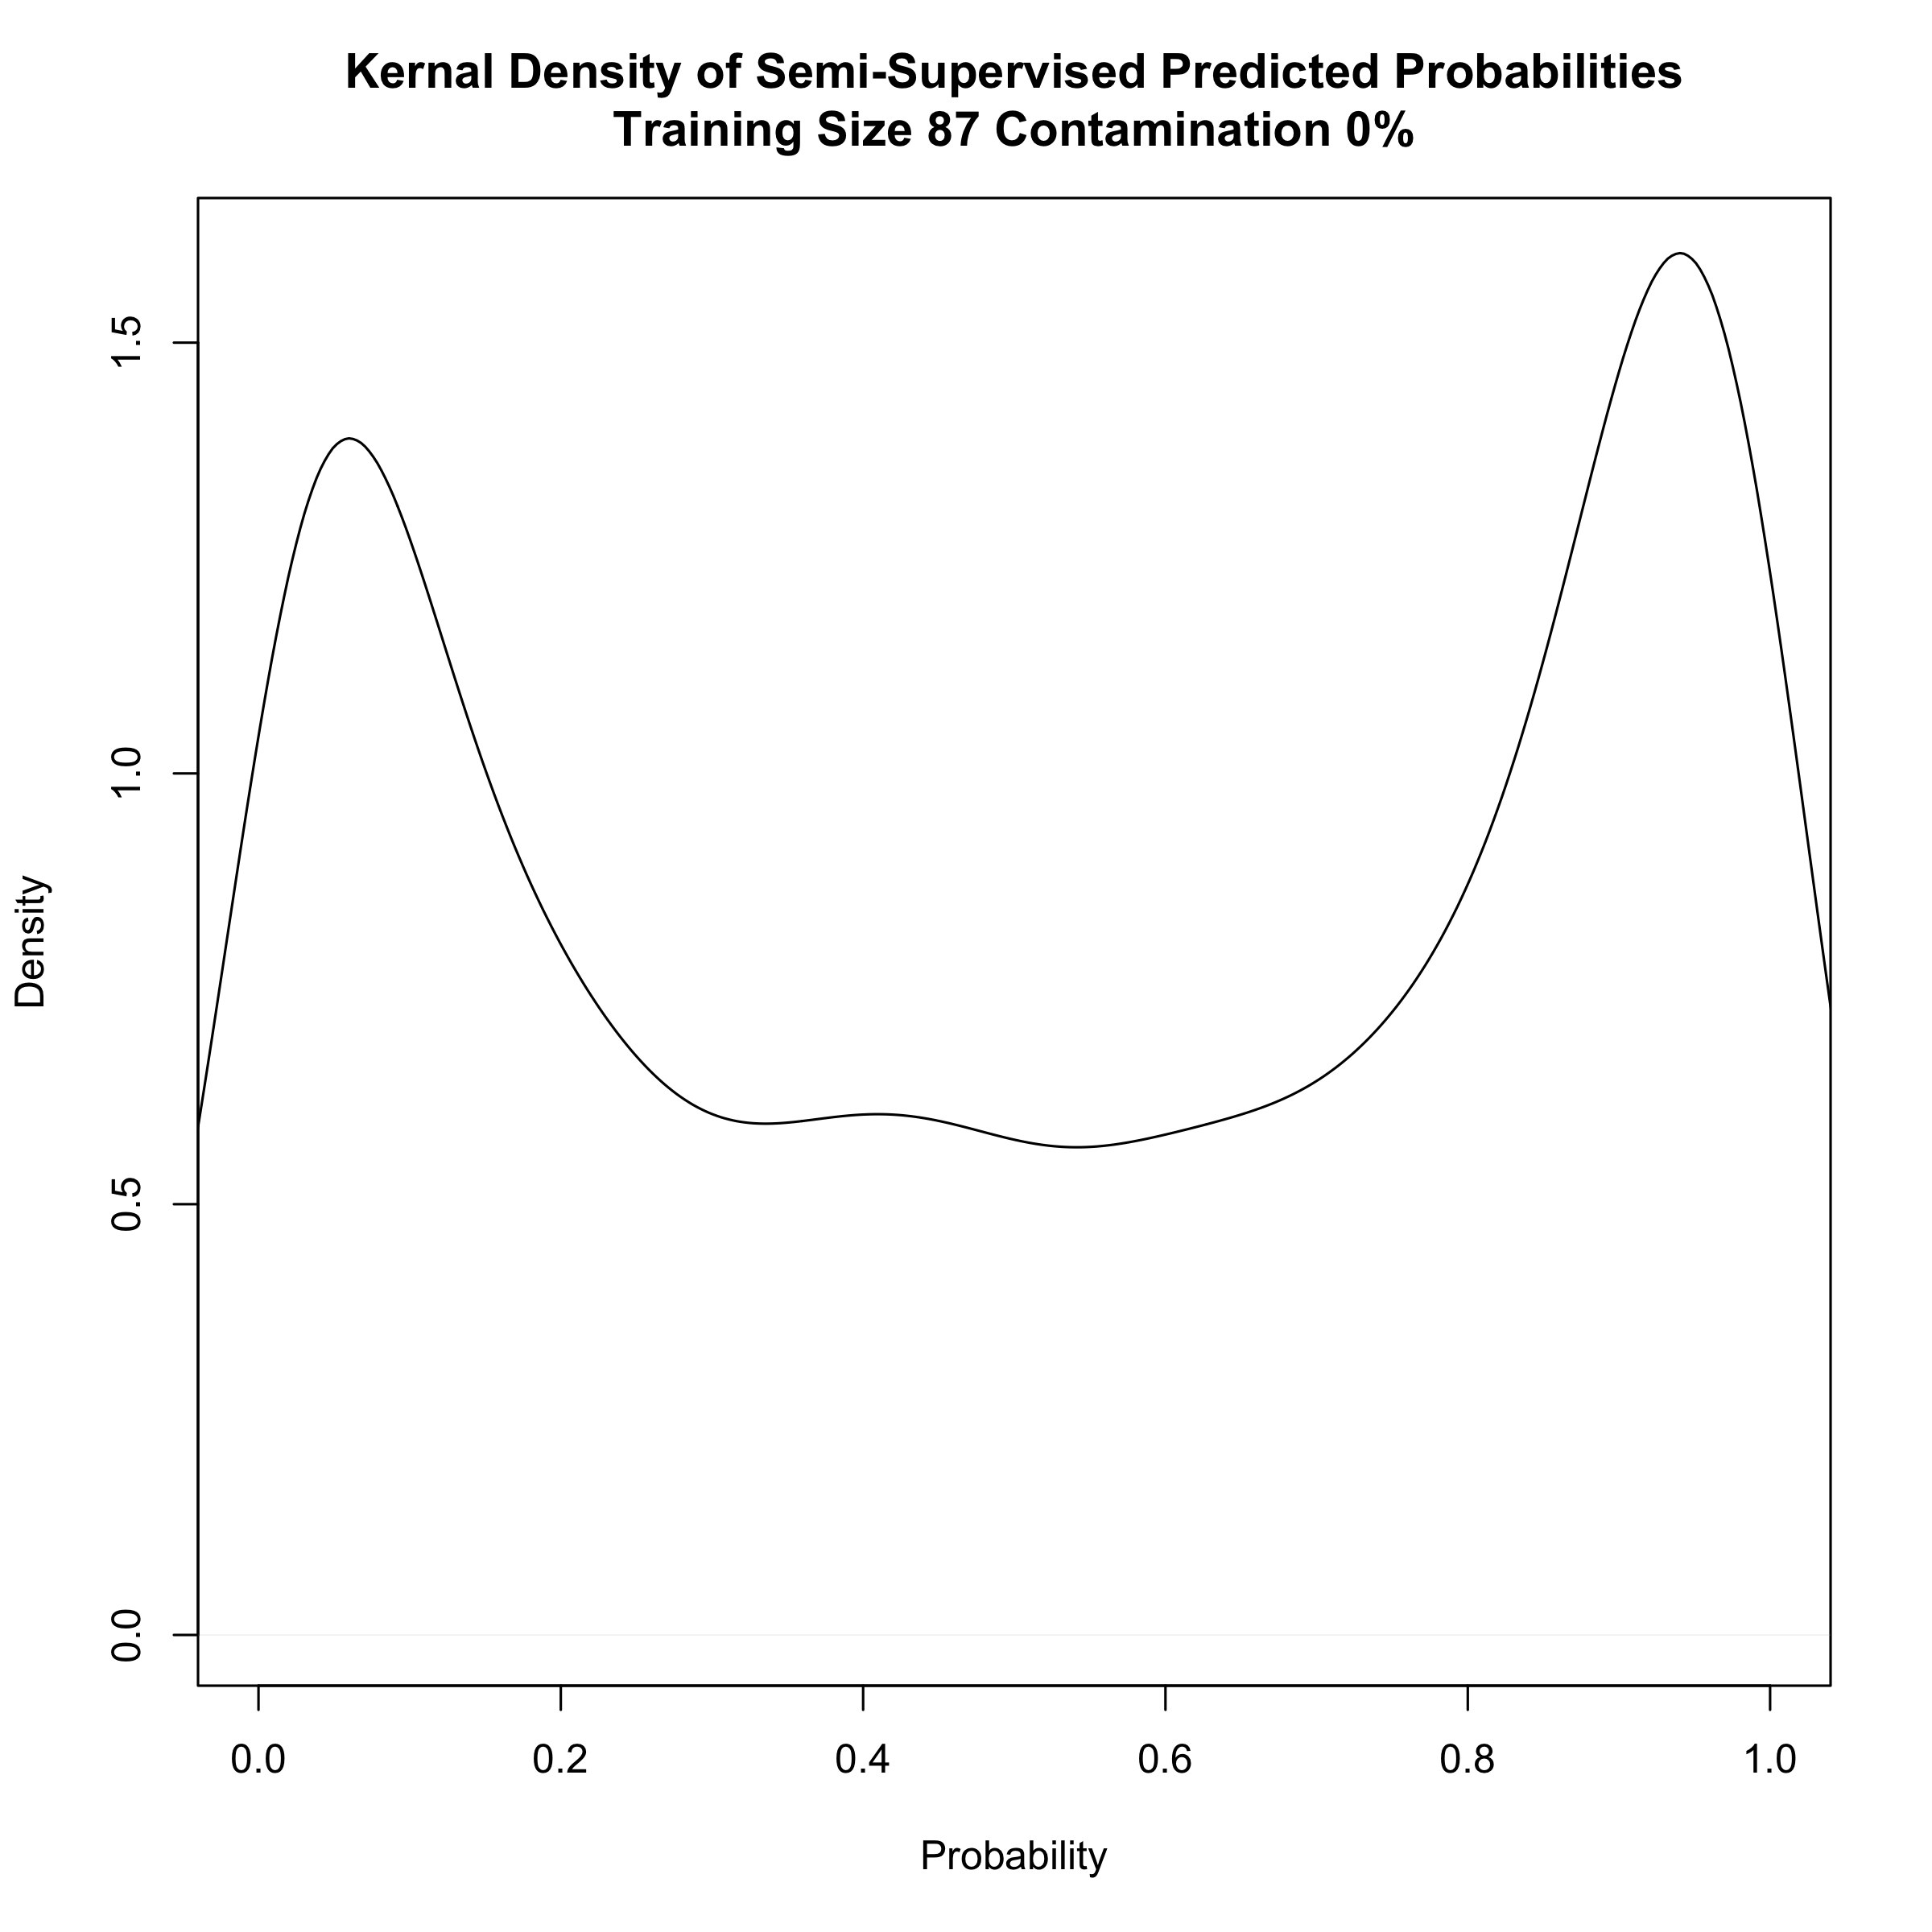 Kernal Density of Semi-Supervised Predicted Probabilities
Training Size 87 Contamination 0%
1.5
1.0
0.5
0.0
Density
0.0 0.2 0.4 0.6 0.8 1.0
Probability